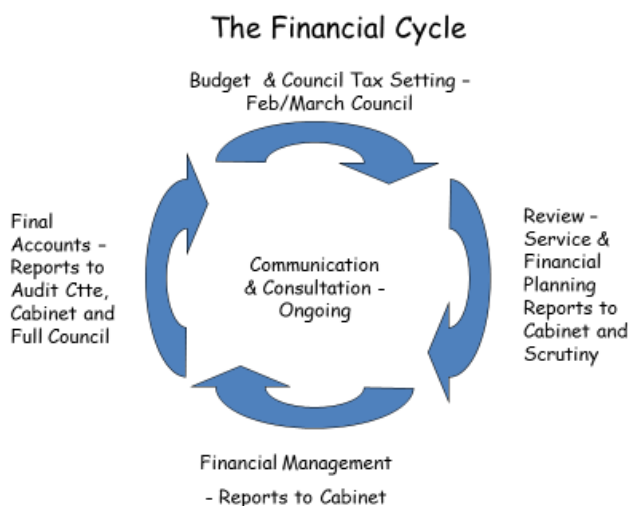 The Financial Cycle
Budget & Council Tax Setting –
Feb/March Council
Final
Accounts –
Reports to
Audit Ctte,
Cabinet and
Full Council
Communication
& Consultation -
Ongoing
Review –
Service &
Financial
Planning
Reports to
Cabinet and
Scrutiny
Financial Management
- Reports to Cabinet